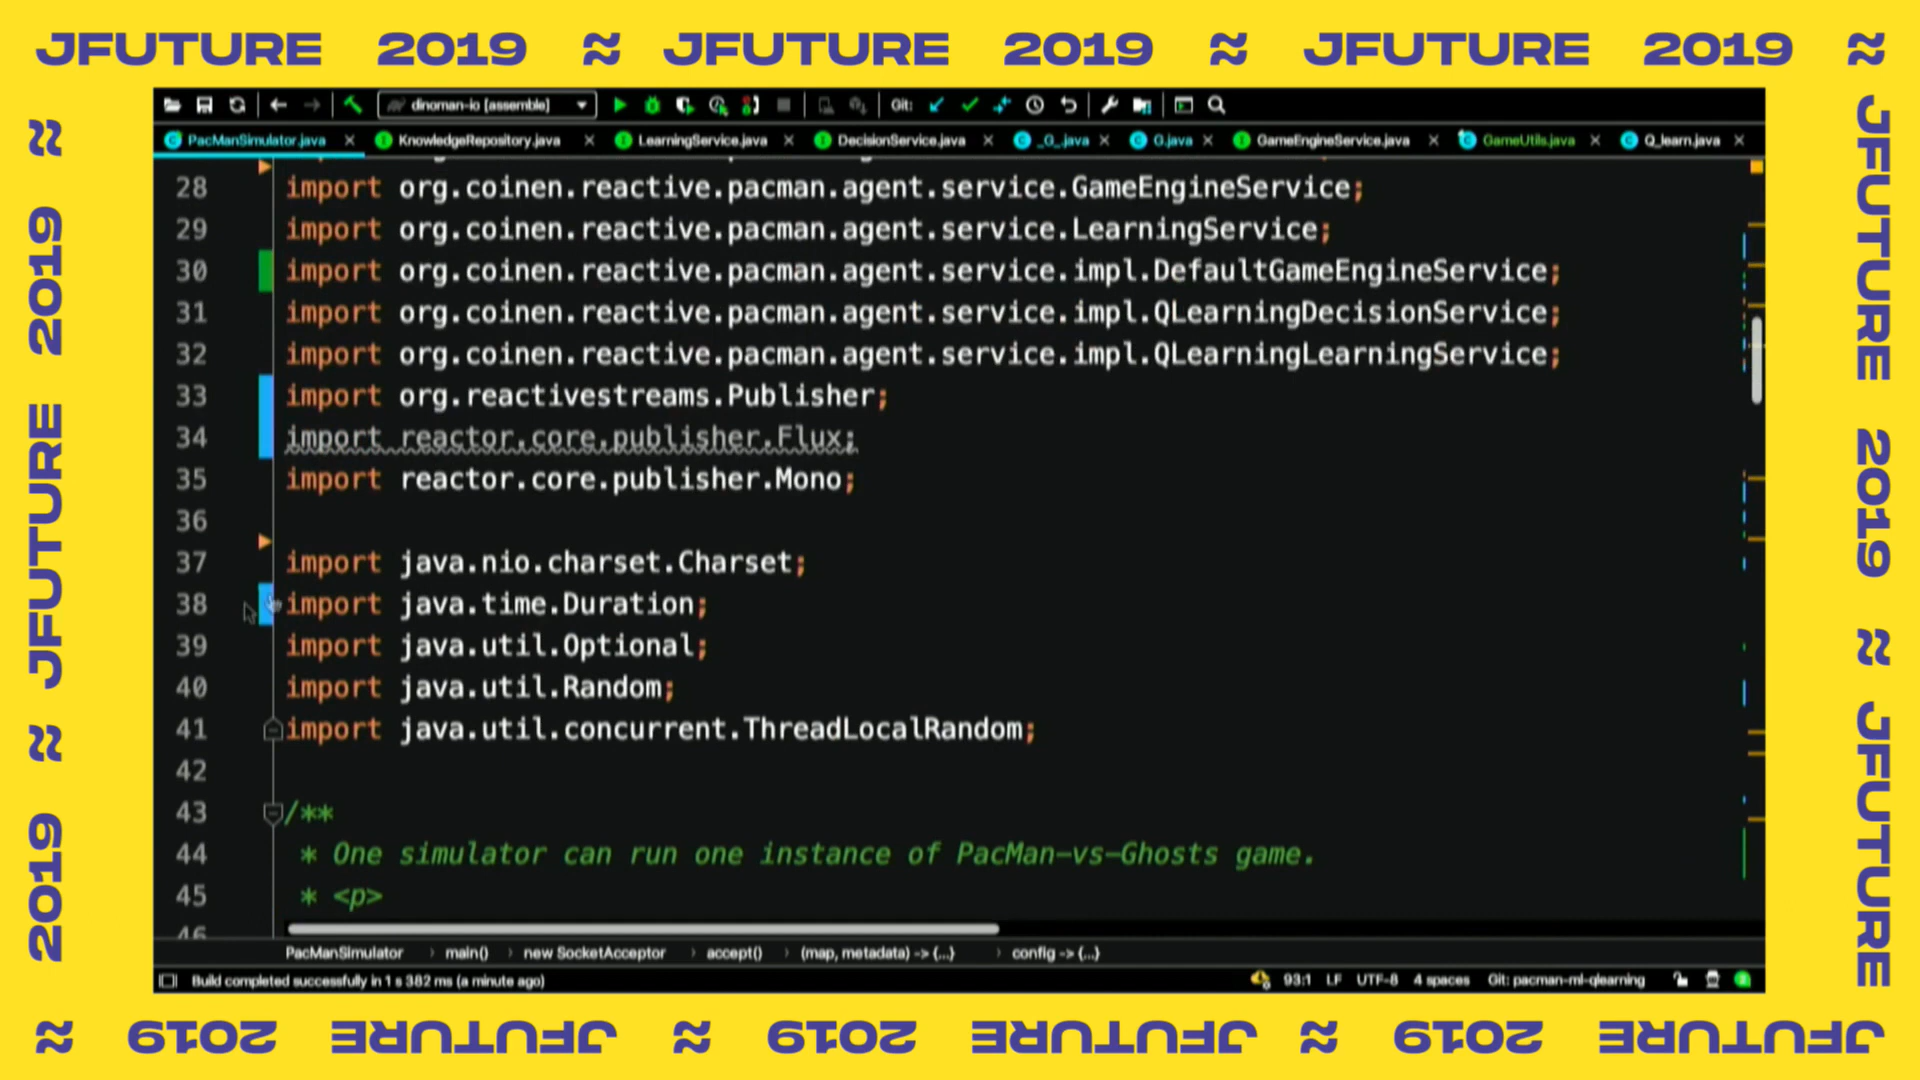 JFUTURE 2019 ≈ JFUTURE 2019 ≈ JFUTURE 2019 ≈
dinoman-io [assemble]
Git:
PacManSimulator.java
KnowledgeRepository.java
LearningService.java
DecisionService.java
_G_.java
G.java
GameEngineService.java
GameUtils.java
Q_learn.java
28 import org.coinen.reactive.pacman.agent.service.GameEngineService;
29 import org.coinen.reactive.pacman.agent.service.LearningService;
30 import org.coinen.reactive.pacman.agent.service.impl.DefaultGameEngineService;
31 import org.coinen.reactive.pacman.agent.service.impl.QLearningDecisionService;
32 import org.coinen.reactive.pacman.agent.service.impl.QLearningLearningService;
33 import org.reactivestreams.Publisher;
34 import reactor.core.publisher.Flux;
35 import reactor.core.publisher.Mono;
36
37 import java.nio.charset.Charset;
38 import java.time.Duration;
39 import java.util.Optional;
40 import java.util.Random;
41 import java.util.concurrent.ThreadLocalRandom;
42
43 /**
44 * One simulator can run one instance of PacMan-vs-Ghosts game.
45 * <p>
46
PacManSimulator › main() › new SocketAcceptor › accept() › (map, metadata) -> {...} › config -> {...}
Build completed successfully in 1 s 382 ms (a minute ago)
93:1 LF UTF-8 4 spaces Git: pacman-ml-qlearning
JFUTURE 2019 ≈ JFUTURE 2019 ≈ JFUTURE
JFUTURE 2019 ≈ JFUTURE 2019 ≈ JFUTURE 2019 ≈
2019 ≈ JFUTURE 2019 ≈